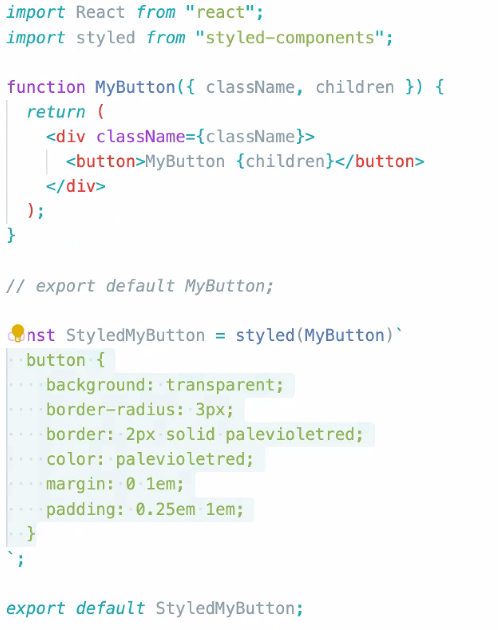 import React from "react";
import styled from "styled-components";
function MyButton({ className, children }) {
return (
<div className={className}>
<button>MyButton {children}</button>
</div>
);
}
// export default MyButton;
const StyledMyButton = styled(MyButton)`
button {
background: transparent;
border-radius: 3px;
border: 2px solid palevioletred;
color: palevioletred;
margin: 0 1em;
padding: 0.25em 1em;
}
`;
export default StyledMyButton;